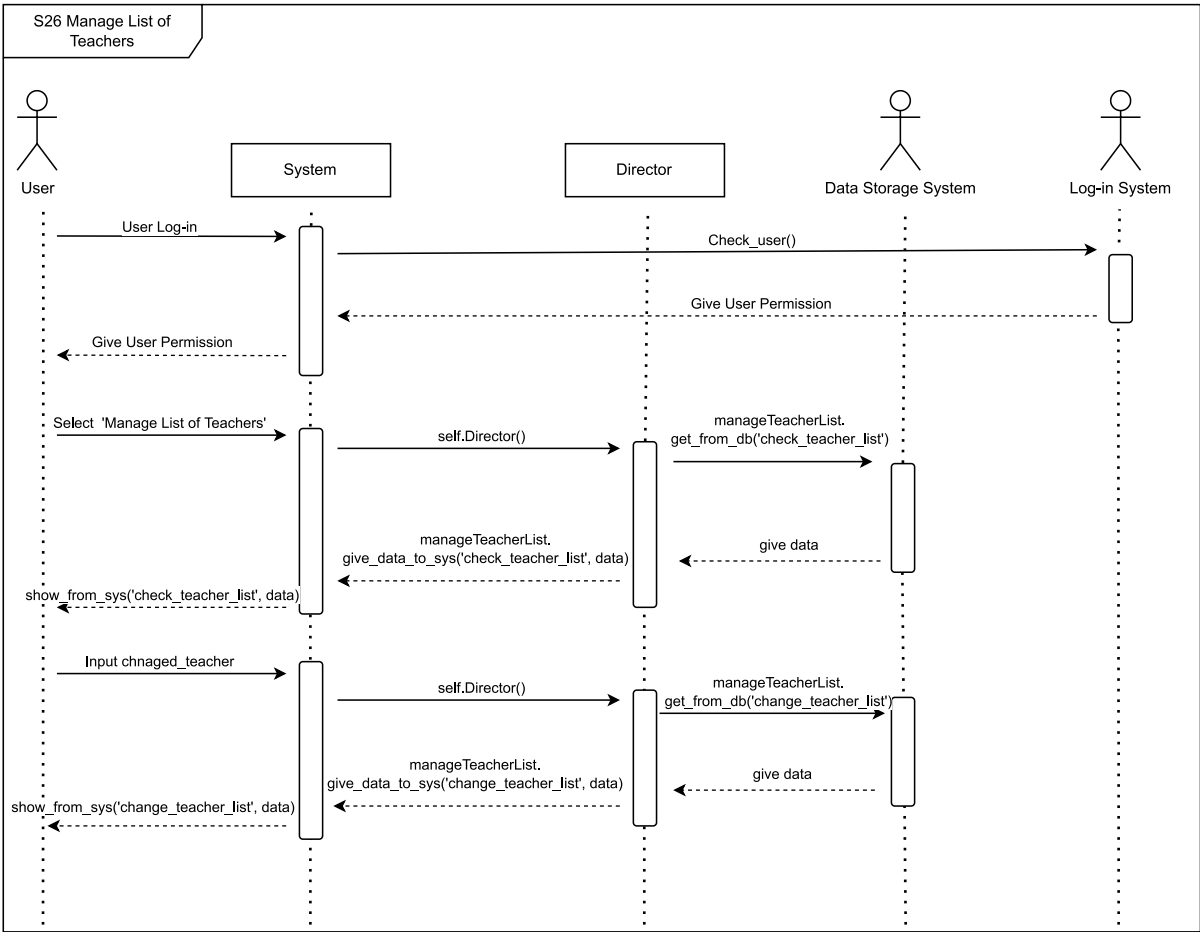 S26 Manage List of
Teachers
User
System
Director
Data Storage System
Log-in System
User Log-in
Check_user()
Give User Permission
Give User Permission
Select 'Manage List of Teachers'
self.Director()
manageTeacherList.
get_from_db('check_teacher_list')
give data
manageTeacherList.
give_data_to_sys('check_teacher_list', data)
show_from_sys('check_teacher_list', data)
Input chnaged_teacher
self.Director()
manageTeacherList.
get_from_db('change_teacher_list')
give data
manageTeacherList.
give_data_to_sys('change_teacher_list', data)
show_from_sys('change_teacher_list', data)